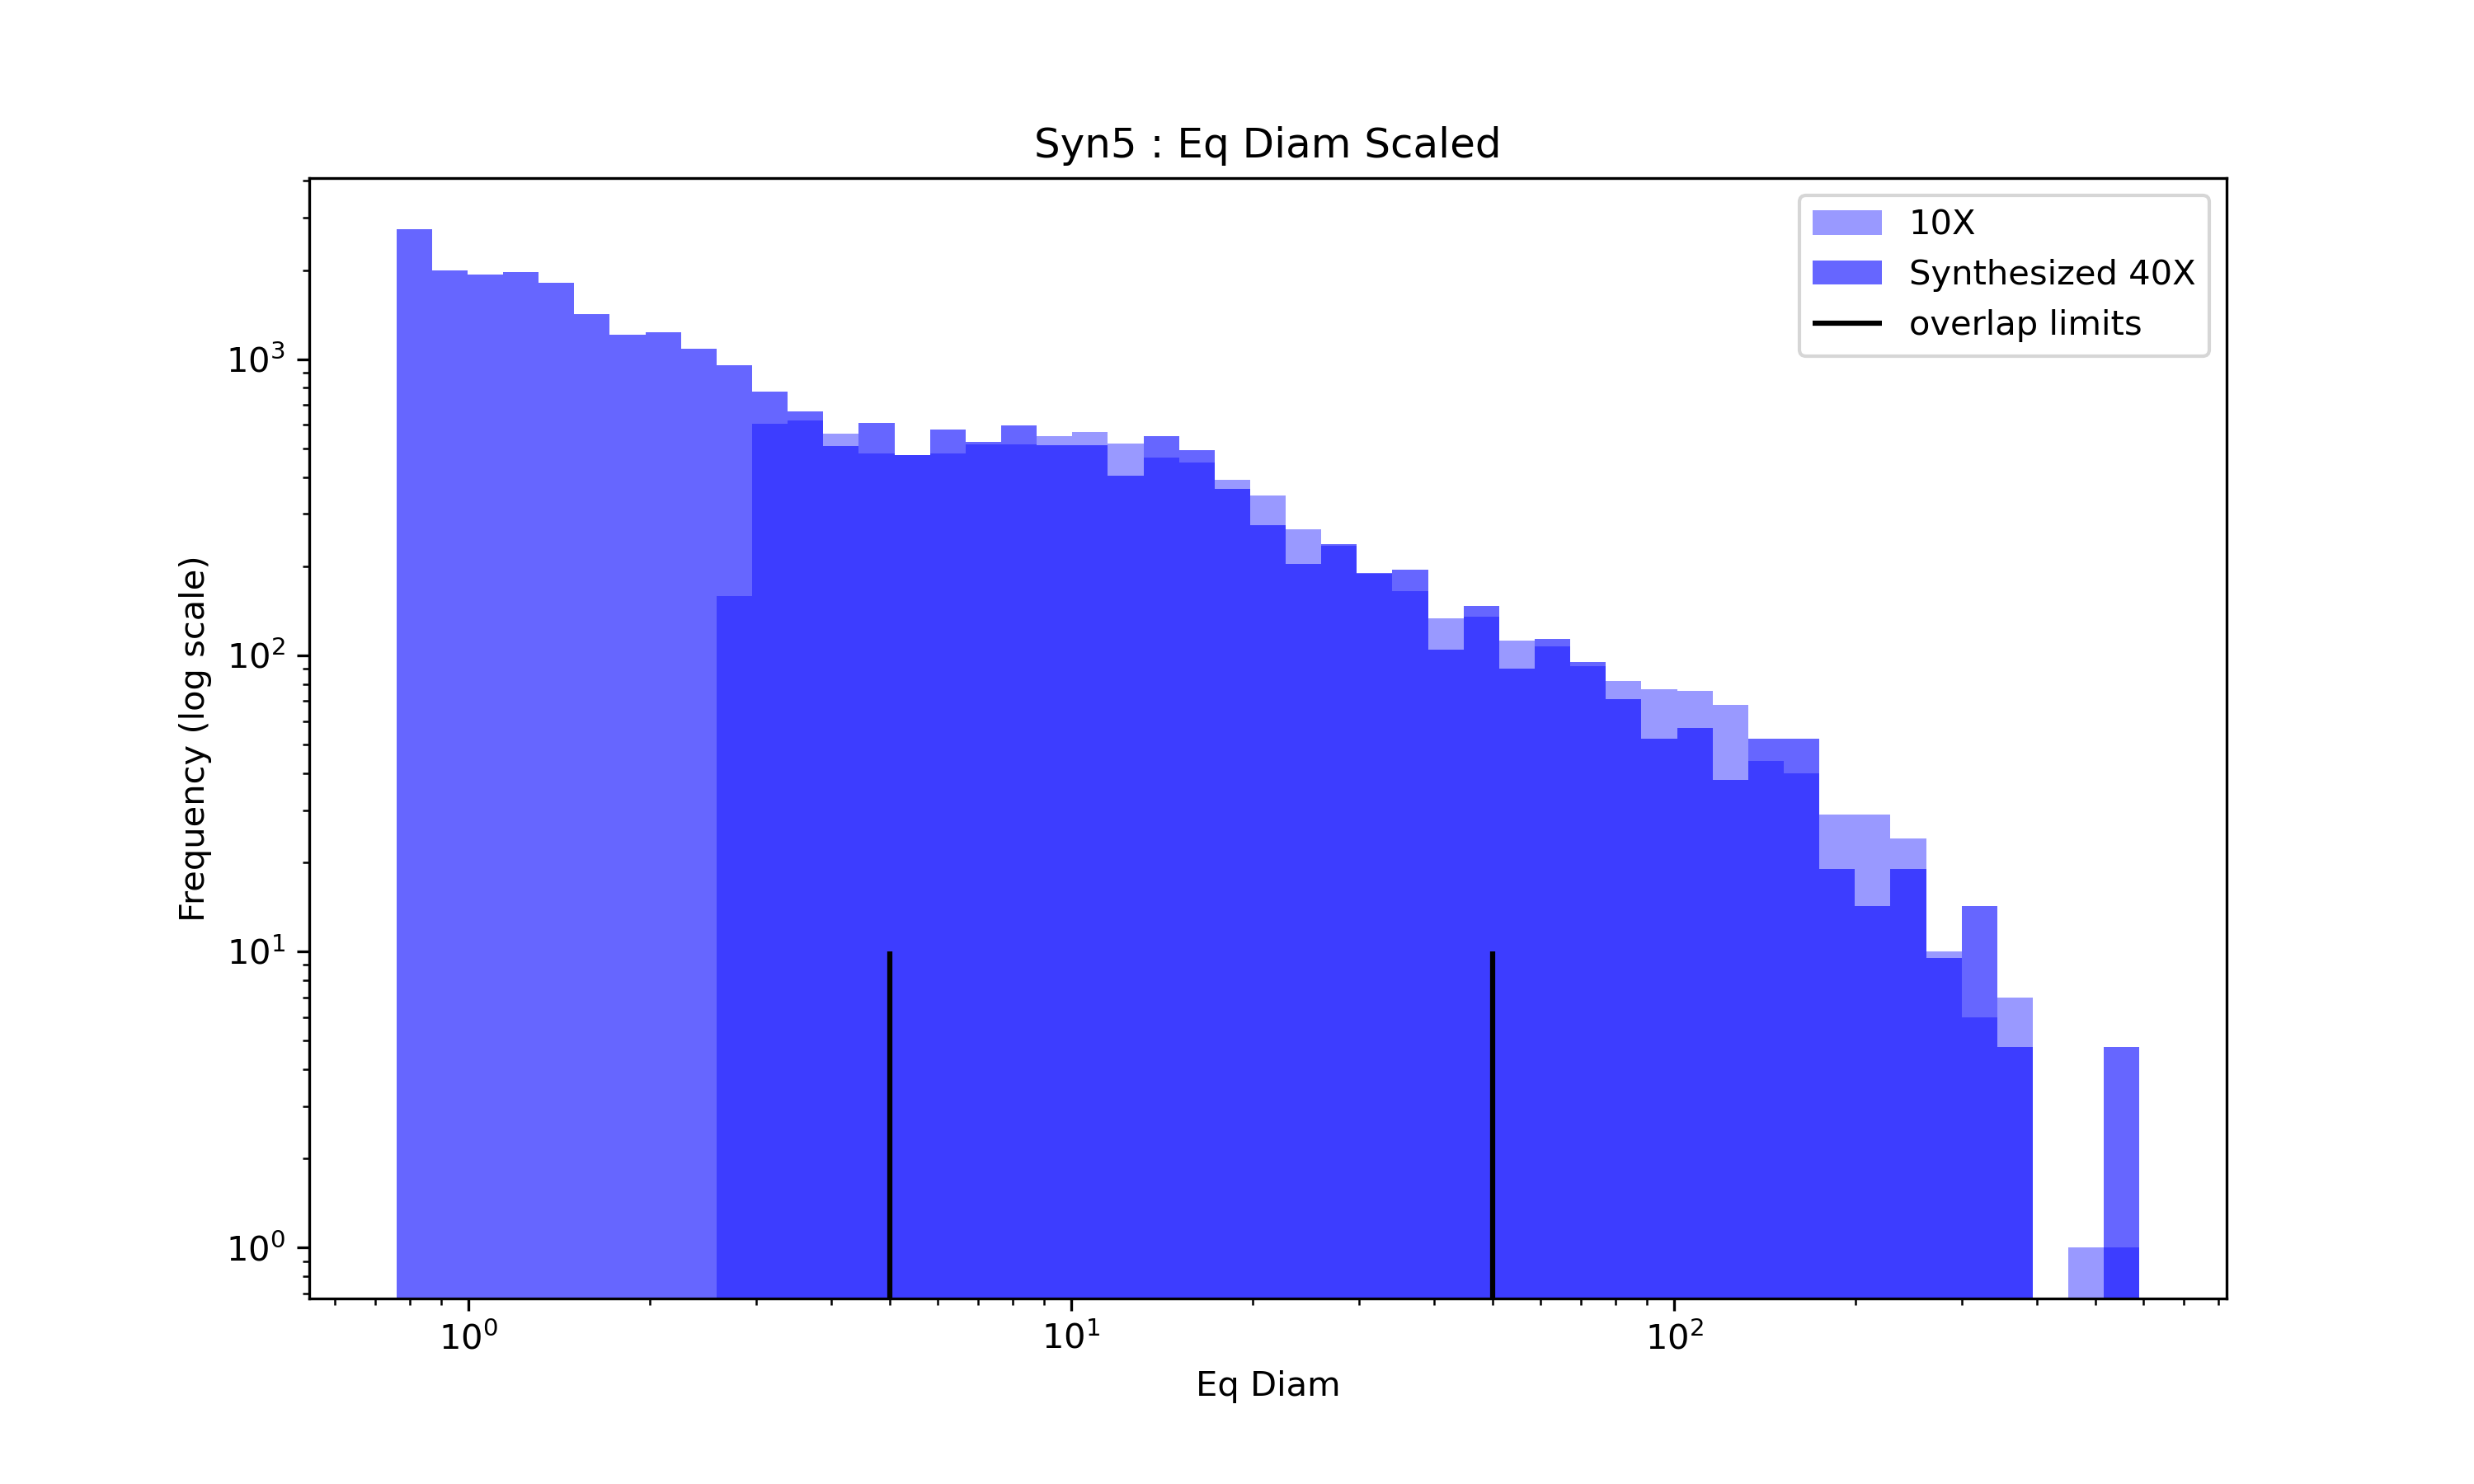 Syn5 : Eq Diam Scaled
10X
Synthesized 40X
overlap limits
Frequency (log scale)
10³
10²
10¹
10⁰
10⁰ 10¹ 10²
Eq Diam